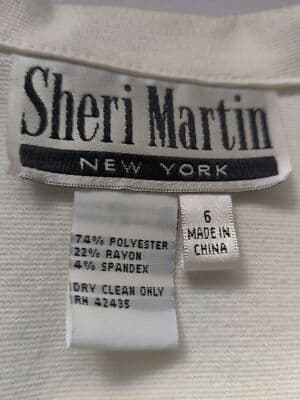 Sheri Martin
NEW YORK
74% POLYESTER
22% RAYON
4% SPANDEX
DRY CLEAN ONLY
RN 42435
6
MADE IN
CHINA